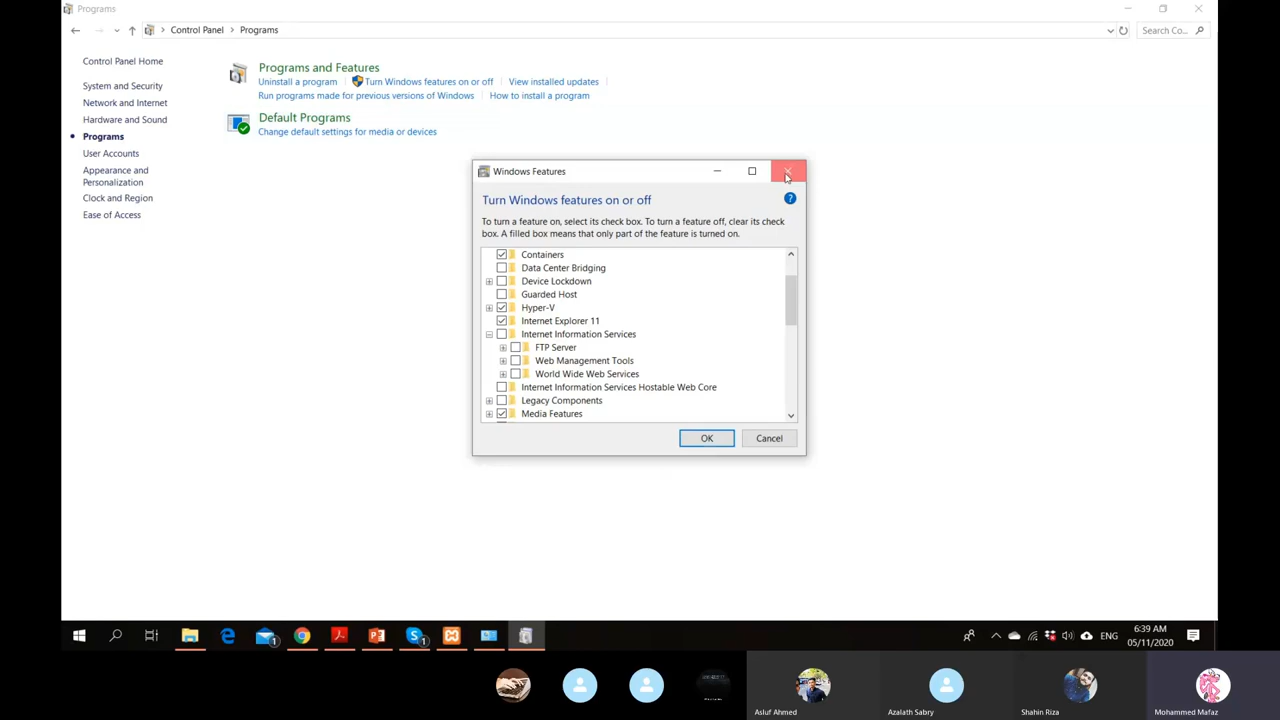 Programs
Control Panel > Programs
Search Co...
Control Panel Home
System and Security
Network and Internet
Hardware and Sound
Programs
User Accounts
Appearance and
Personalization
Clock and Region
Ease of Access
Programs and Features
Uninstall a program
Turn Windows features on or off
View installed updates
Run programs made for previous versions of Windows
How to install a program
Default Programs
Change default settings for media or devices
Windows Features
Turn Windows features on or off
To turn a feature on, select its check box. To turn a feature off, clear its check
box. A filled box means that only part of the feature is turned on.
Containers
Data Center Bridging
Device Lockdown
Guarded Host
Hyper-V
Internet Explorer 11
Internet Information Services
FTP Server
Web Management Tools
World Wide Web Services
Internet Information Services Hostable Web Core
Legacy Components
Media Features
OK
Cancel
1
1
ENG
6:39 AM
05/11/2020
Asluf Ahmed
Azalath Sabry
Shahin Riza
Mohammed Mafaz